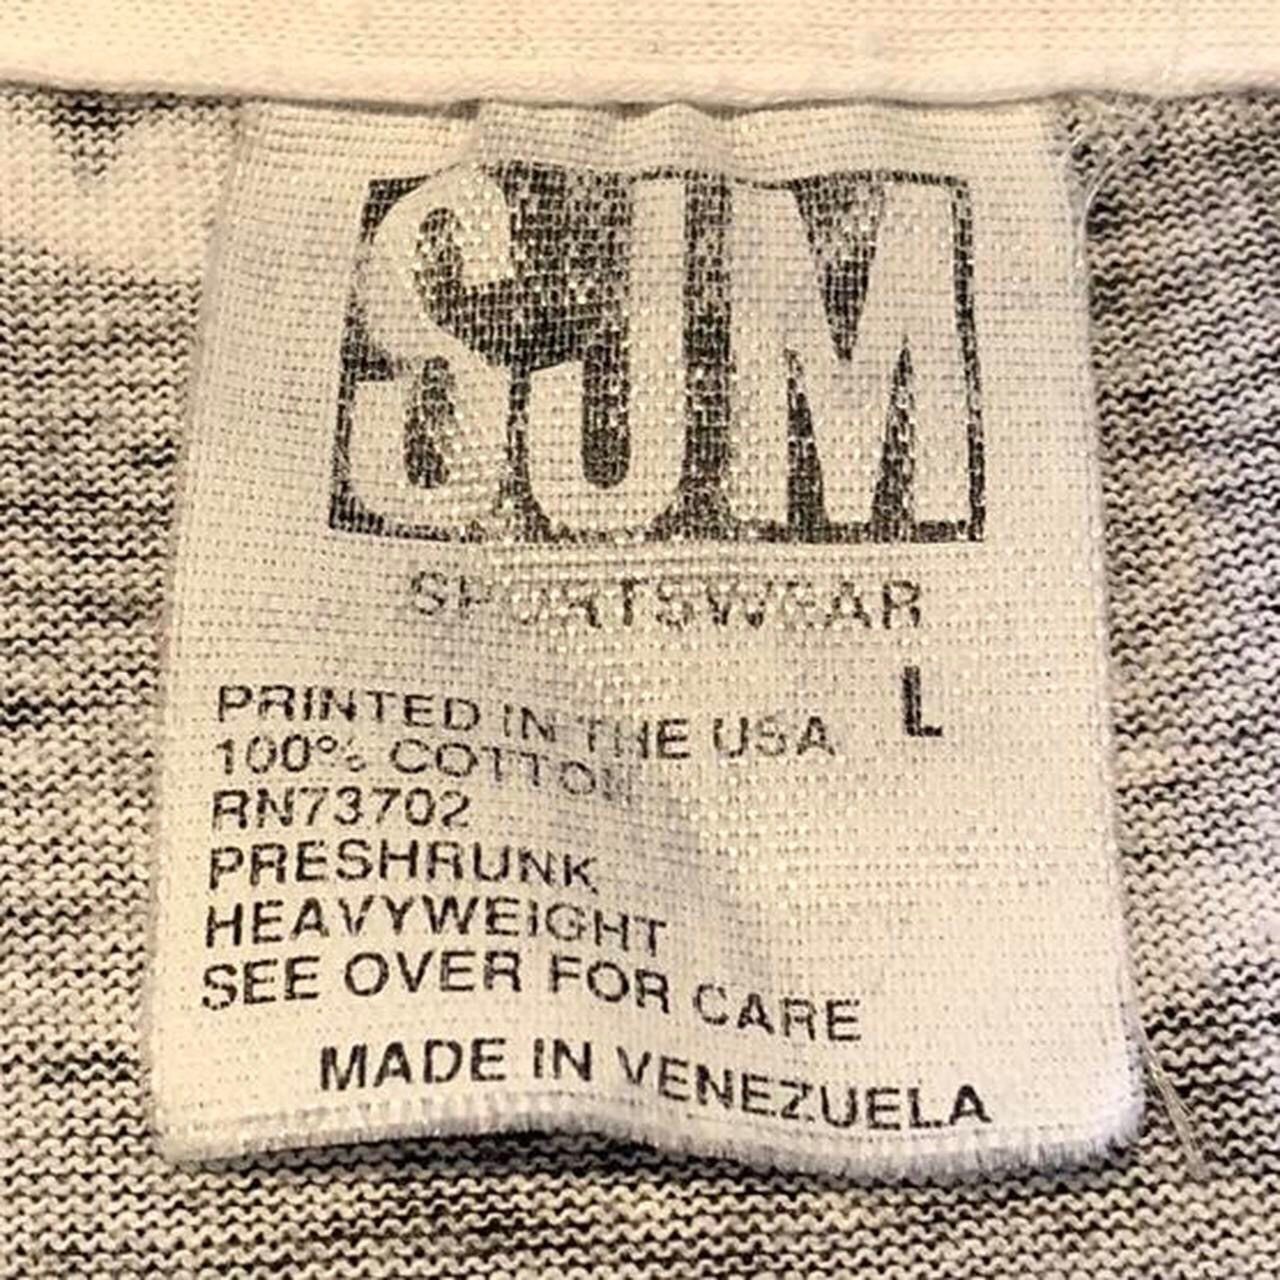 SJM
SPORTSWEAR
L
PRINTED IN THE USA
100% COTTON
RN73702
PRESHRUNK
HEAVYWEIGHT
SEE OVER FOR CARE
MADE IN VENEZUELA